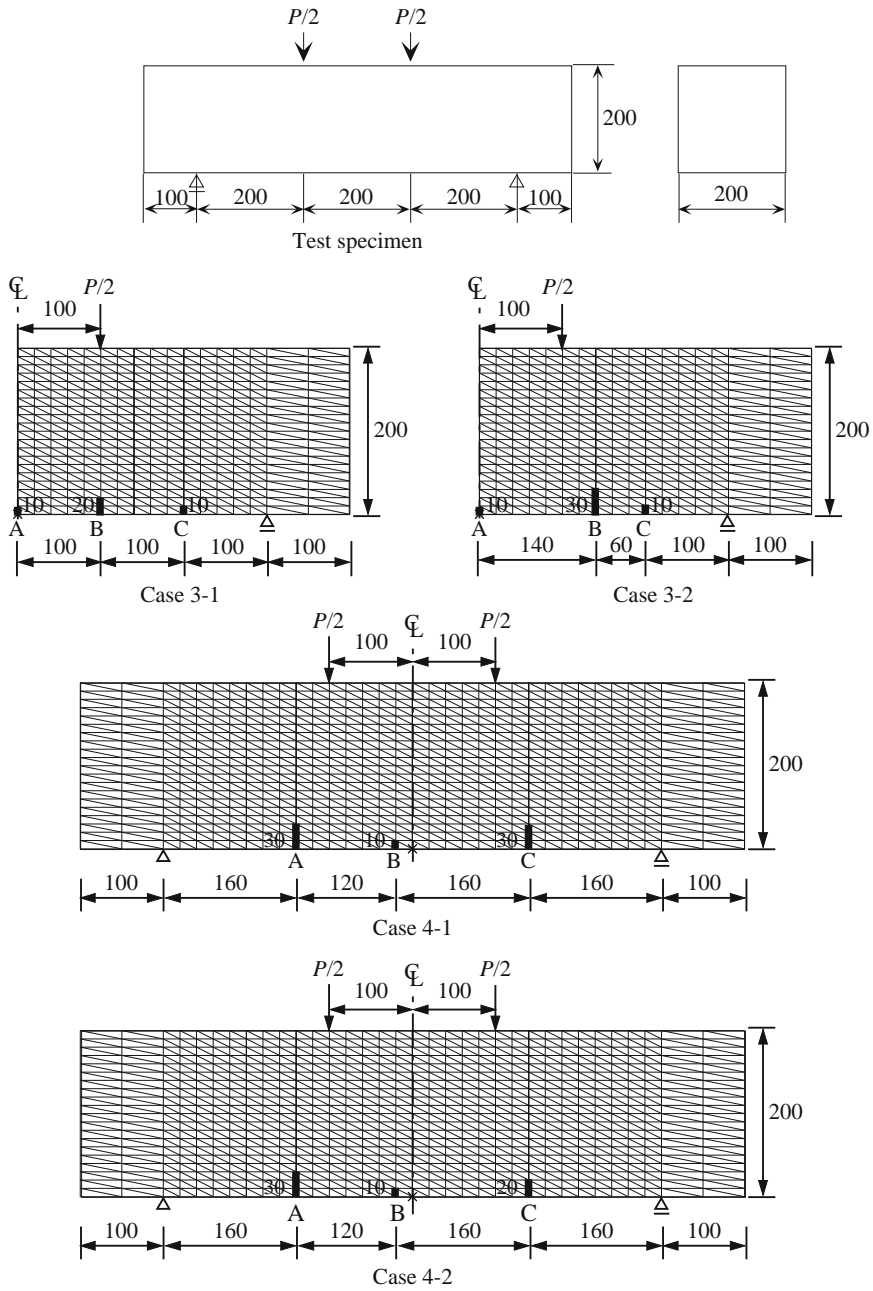 P/2 P/2
200
100 200 200 200 100
200
Test specimen
℄ P/2
100
200
10 20 10
A B C
100 100 100 100
Case 3-1
℄ P/2
100
200
10 30 10
A B C
140 60 100 100
Case 3-2
P/2 ℄ P/2
100 100
200
30 10 30
A B C
100 160 120 160 160 100
Case 4-1
P/2 ℄ P/2
100 100
200
30 10 20
A B C
100 160 120 160 160 100
Case 4-2